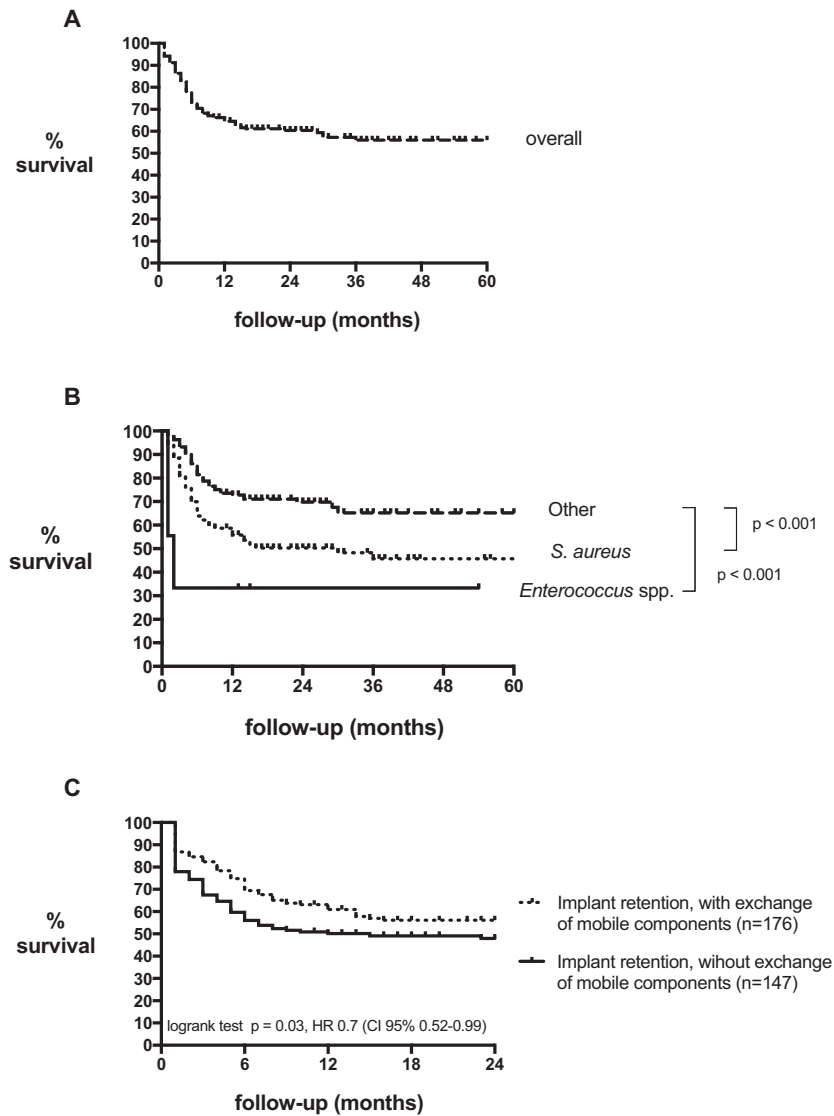 A
100
90
80
70
60
50
40
30
20
10
0
%
survival
overall
0 12 24 36 48 60
follow-up (months)
B
100
90
80
70
60
50
40
30
20
10
0
%
survival
Other
S. aureus
Enterococcus spp.
p < 0.001
p < 0.001
0 12 24 36 48 60
follow-up (months)
C
100
90
80
70
60
50
40
30
20
10
0
%
survival
Implant retention, with exchange
of mobile components (n=176)
Implant retention, wihout exchange
of mobile components (n=147)
logrank test p = 0.03, HR 0.7 (CI 95% 0.52-0.99)
0 6 12 18 24
follow-up (months)